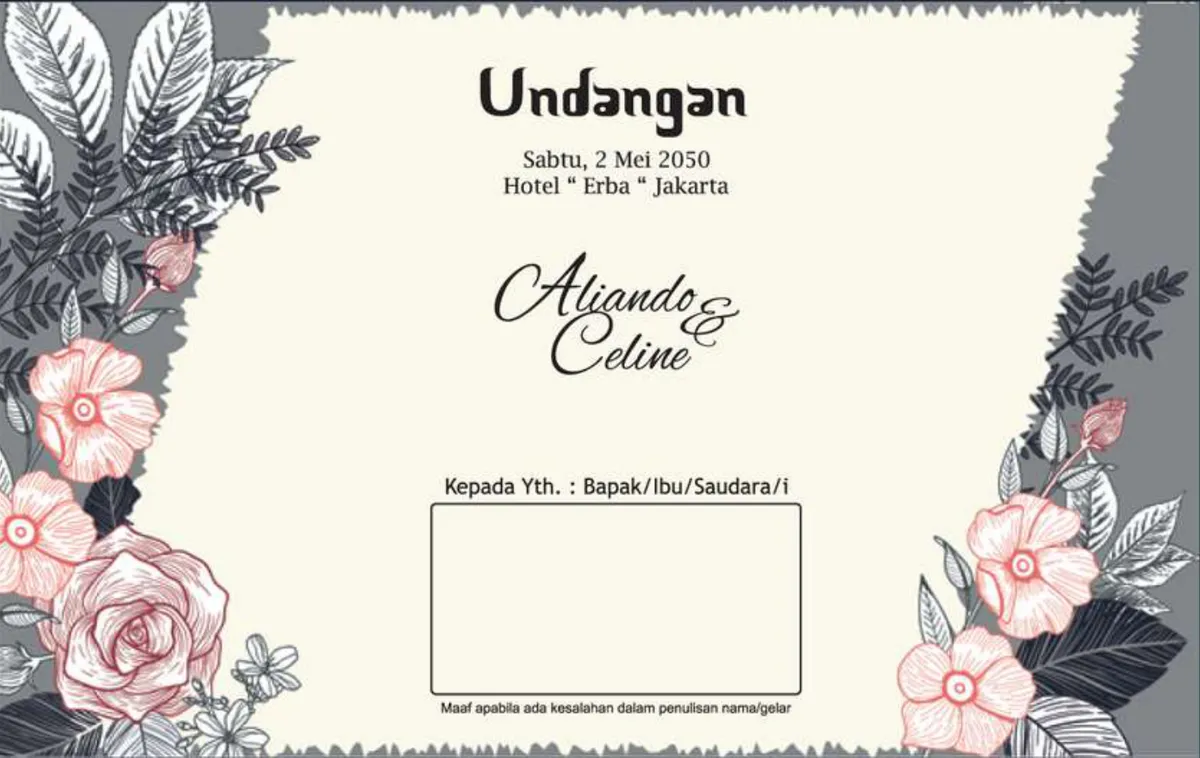 Undangan
Sabtu, 2 Mei 2050
Hotel “ Erba “ Jakarta
Aliando &
Celine
Kepada Yth. : Bapak/Ibu/Saudara/i
Maaf apabila ada kesalahan dalam penulisan nama/gelar